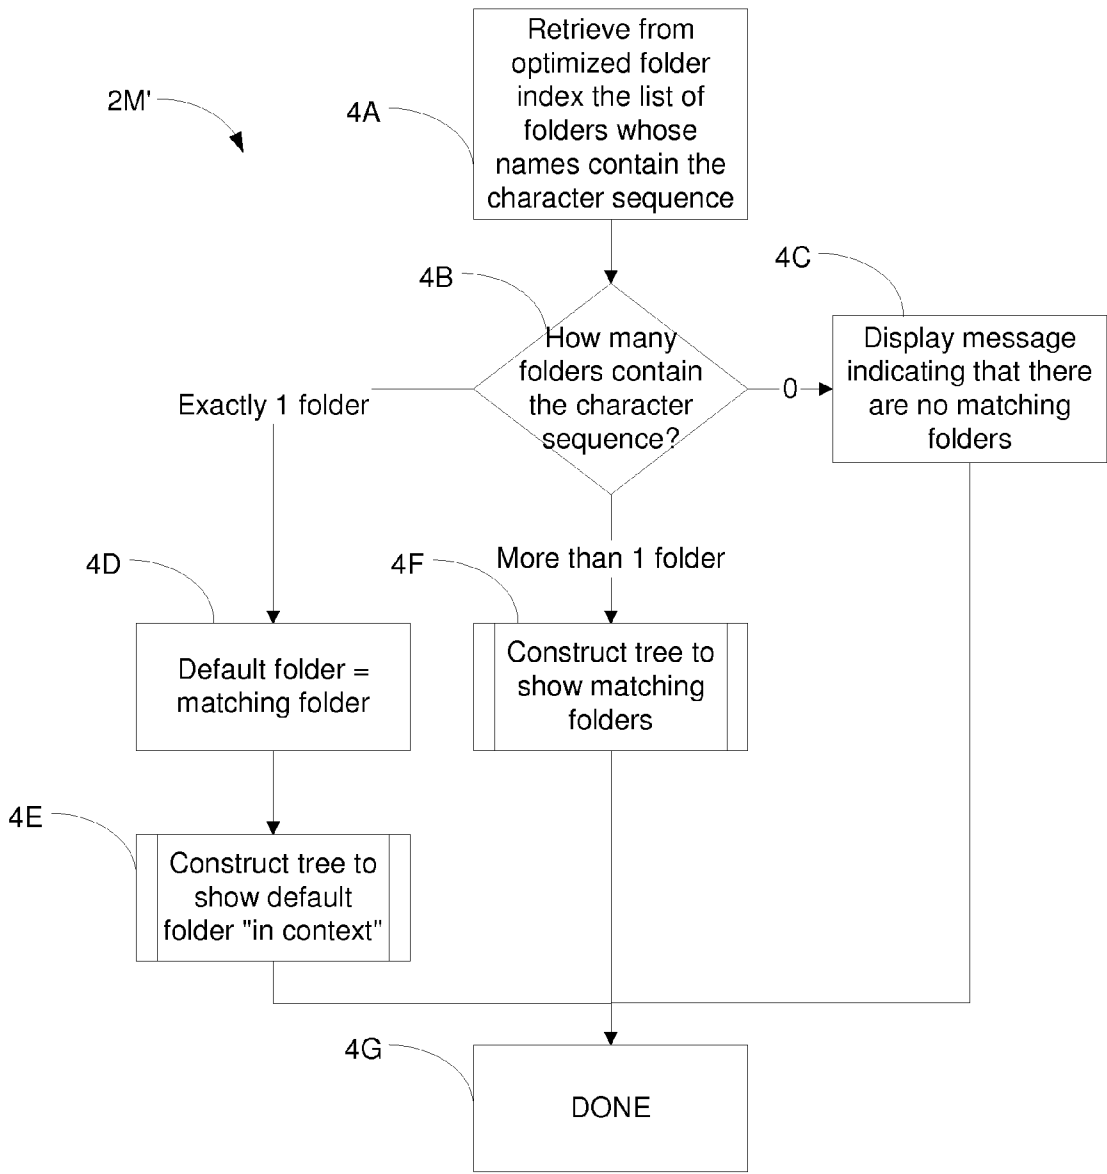 Retrieve from
optimized folder
index the list of
folders whose
names contain the
character sequence
2M'
4A
4B
4C
How many
folders contain
the character
sequence?
0
Display message
indicating that there
are no matching
folders
Exactly 1 folder
More than 1 folder
4D
4F
Default folder =
matching folder
Construct tree to
show matching
folders
4E
Construct tree to
show default
folder "in context"
4G
DONE